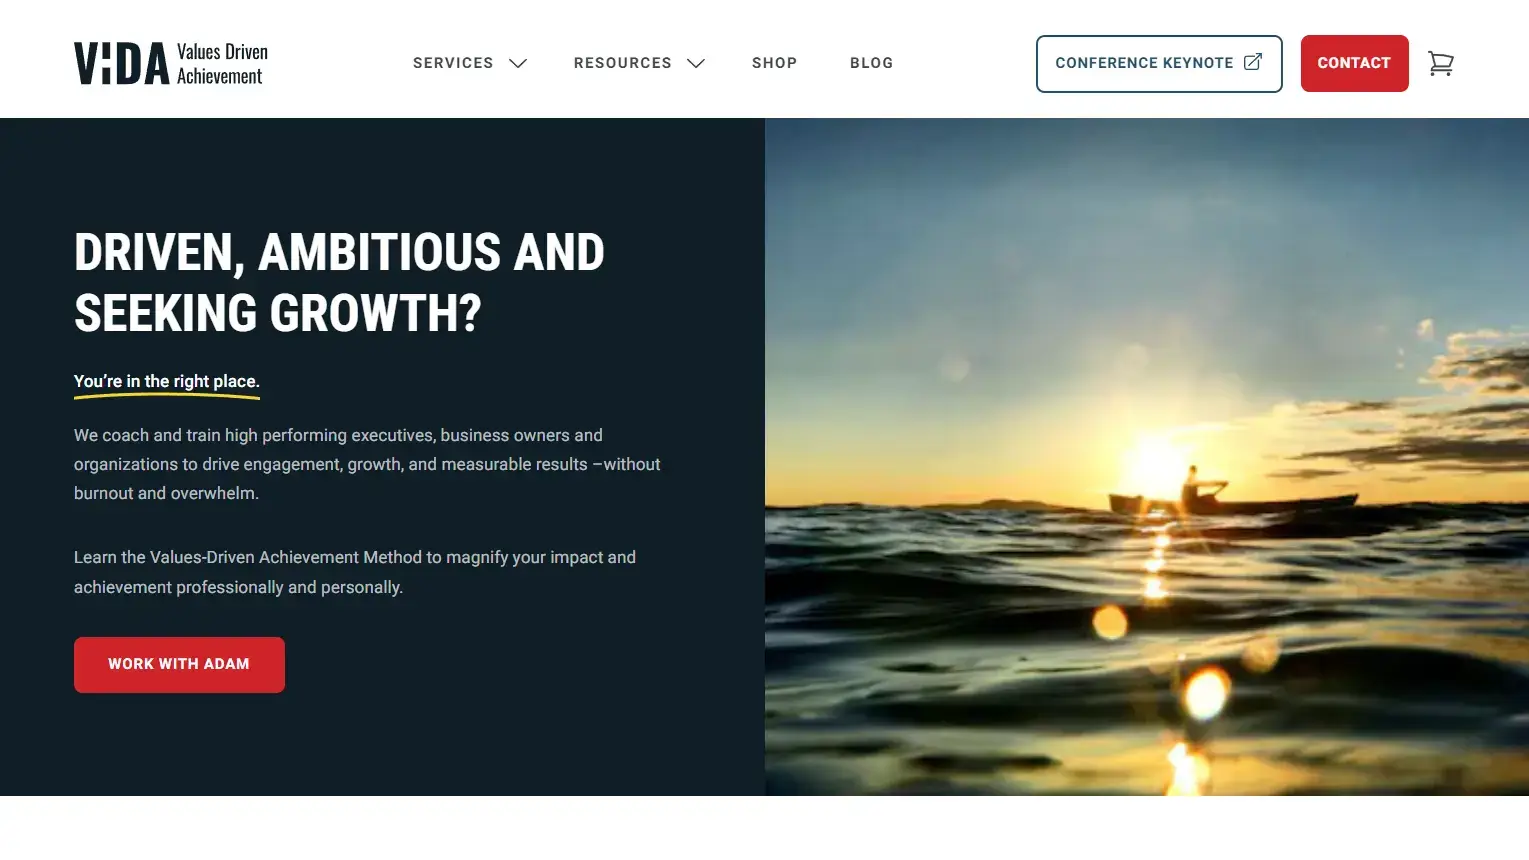 VIDA Values Driven
Achievement
SERVICES
RESOURCES
SHOP
BLOG
CONFERENCE KEYNOTE
CONTACT
DRIVEN, AMBITIOUS AND
SEEKING GROWTH?
You’re in the right place.
We coach and train high performing executives, business owners and
organizations to drive engagement, growth, and measurable results –without
burnout and overwhelm.
Learn the Values-Driven Achievement Method to magnify your impact and
achievement professionally and personally.
WORK WITH ADAM